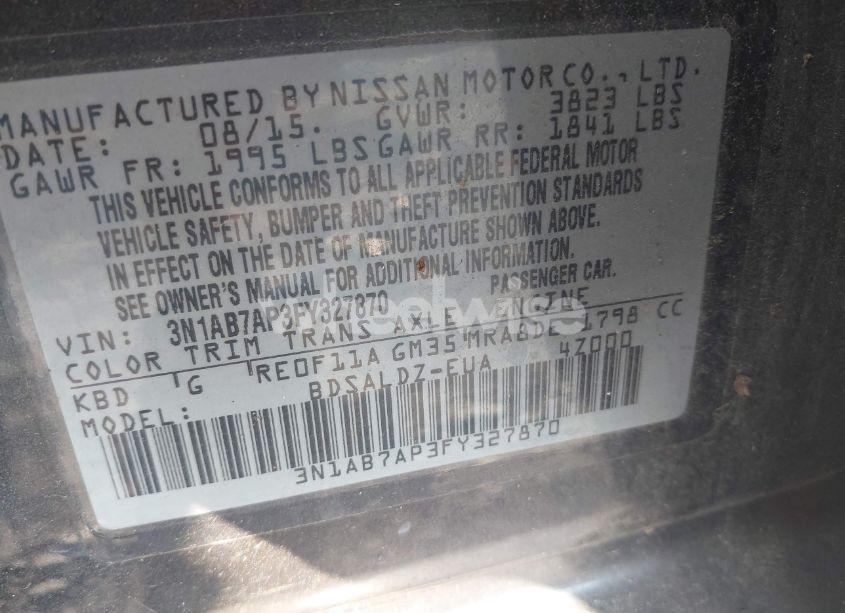 MANUFACTURED BY NISSAN MOTOR CO., LTD.
DATE: 08/15. GVWR: 3823 LBS
GAWR FR: 1995 LBS GAWR RR: 1841 LBS
THIS VEHICLE CONFORMS TO ALL APPLICABLE FEDERAL MOTOR
VEHICLE SAFETY, BUMPER AND THEFT PREVENTION STANDARDS
IN EFFECT ON THE DATE OF MANUFACTURE SHOWN ABOVE.
SEE OWNER'S MANUAL FOR ADDITIONAL INFORMATION.
VIN: 3N1AB7AP3FY327870 PASSENGER CAR.
COLOR TRIM TRANS AXLE ENGINE
KBD G RE0F11A GM35 MRA8DE 1798 CC
MODEL: BDSALDZ-EUA 4Z000
3N1AB7AP3FY327870